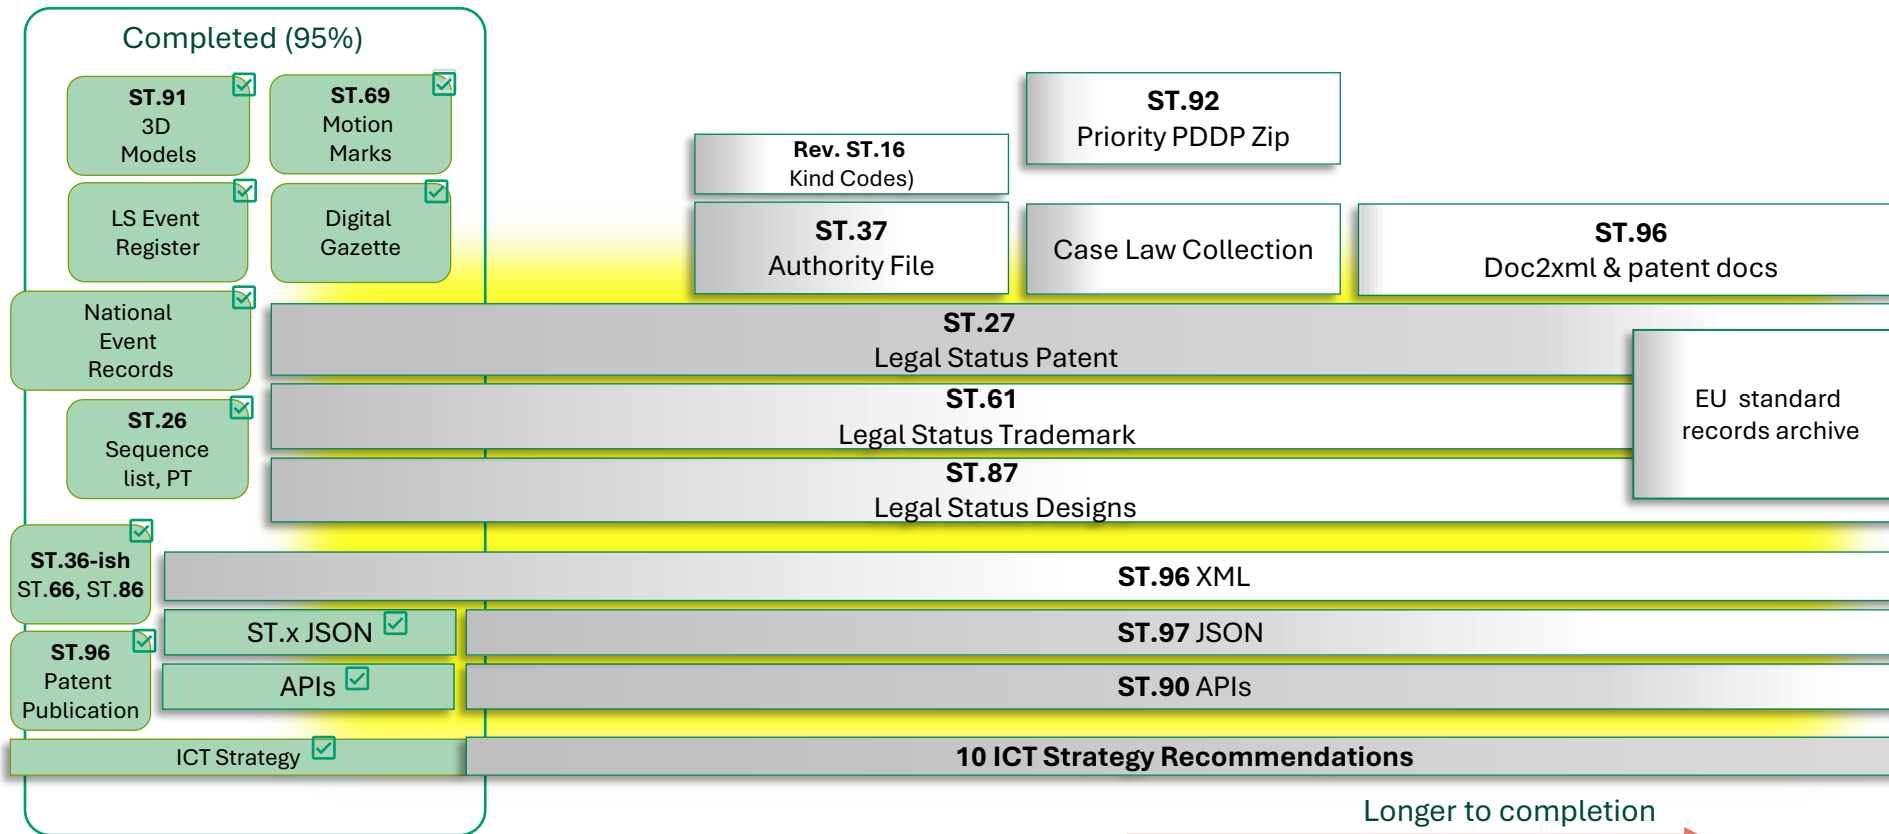 Completed (95%)
ST.91
3D
Models
ST.69
Motion
Marks
LS Event
Register
Digital
Gazette
National
Event
Records
ST.26
Sequence
list, PT
ST.36-ish
ST.66, ST.86
ST.96
Patent
Publication
ST.x JSON
APIs
ICT Strategy
Rev. ST.16
Kind Codes)
ST.92
Priority PDDP Zip
ST.37
Authority File
Case Law Collection
ST.96
Doc2xml & patent docs
ST.27
Legal Status Patent
ST.61
Legal Status Trademark
ST.87
Legal Status Designs
EU standard
records archive
ST.96 XML
ST.97 JSON
ST.90 APIs
10 ICT Strategy Recommendations
Longer to completion